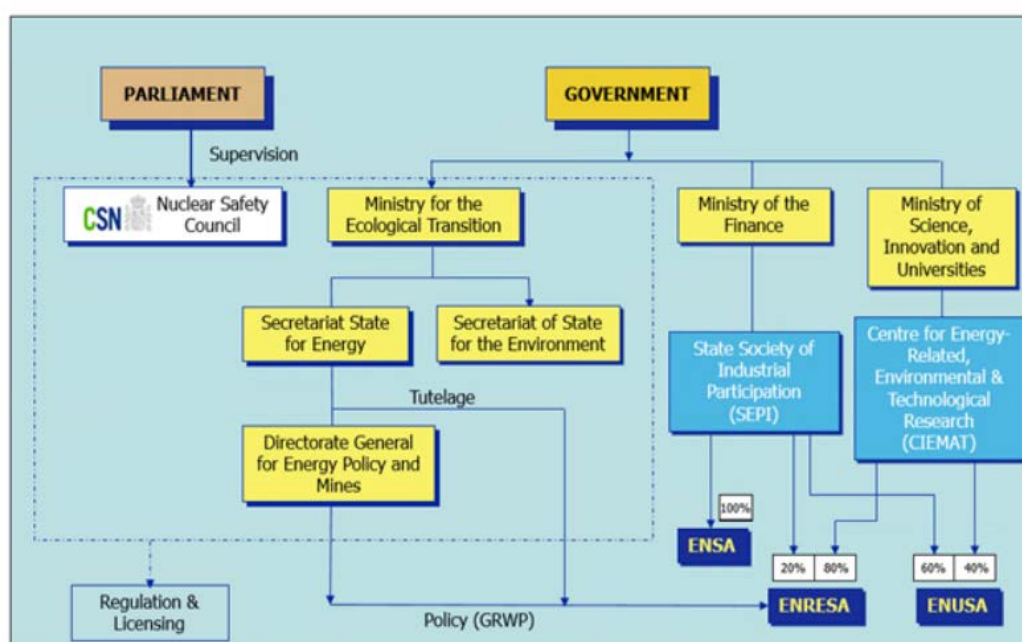 PARLIAMENT
GOVERNMENT
Supervision
CSN
Nuclear Safety
Council
Ministry for the
Ecological Transition
Ministry of the
Finance
Ministry of
Science,
Innovation and
Universities
Secretariat State
for Energy
Secretariat of State
for the Environment
State Society of
Industrial
Participation
(SEPI)
Centre for Energy-
Related,
Environmental &
Technological
Research
(CIEMAT)
Tutelage
Directorate General
for Energy Policy and
Mines
100%
ENSA
20%
80%
60%
40%
ENRESA
ENUSA
Regulation &
Licensing
Policy (GRWP)